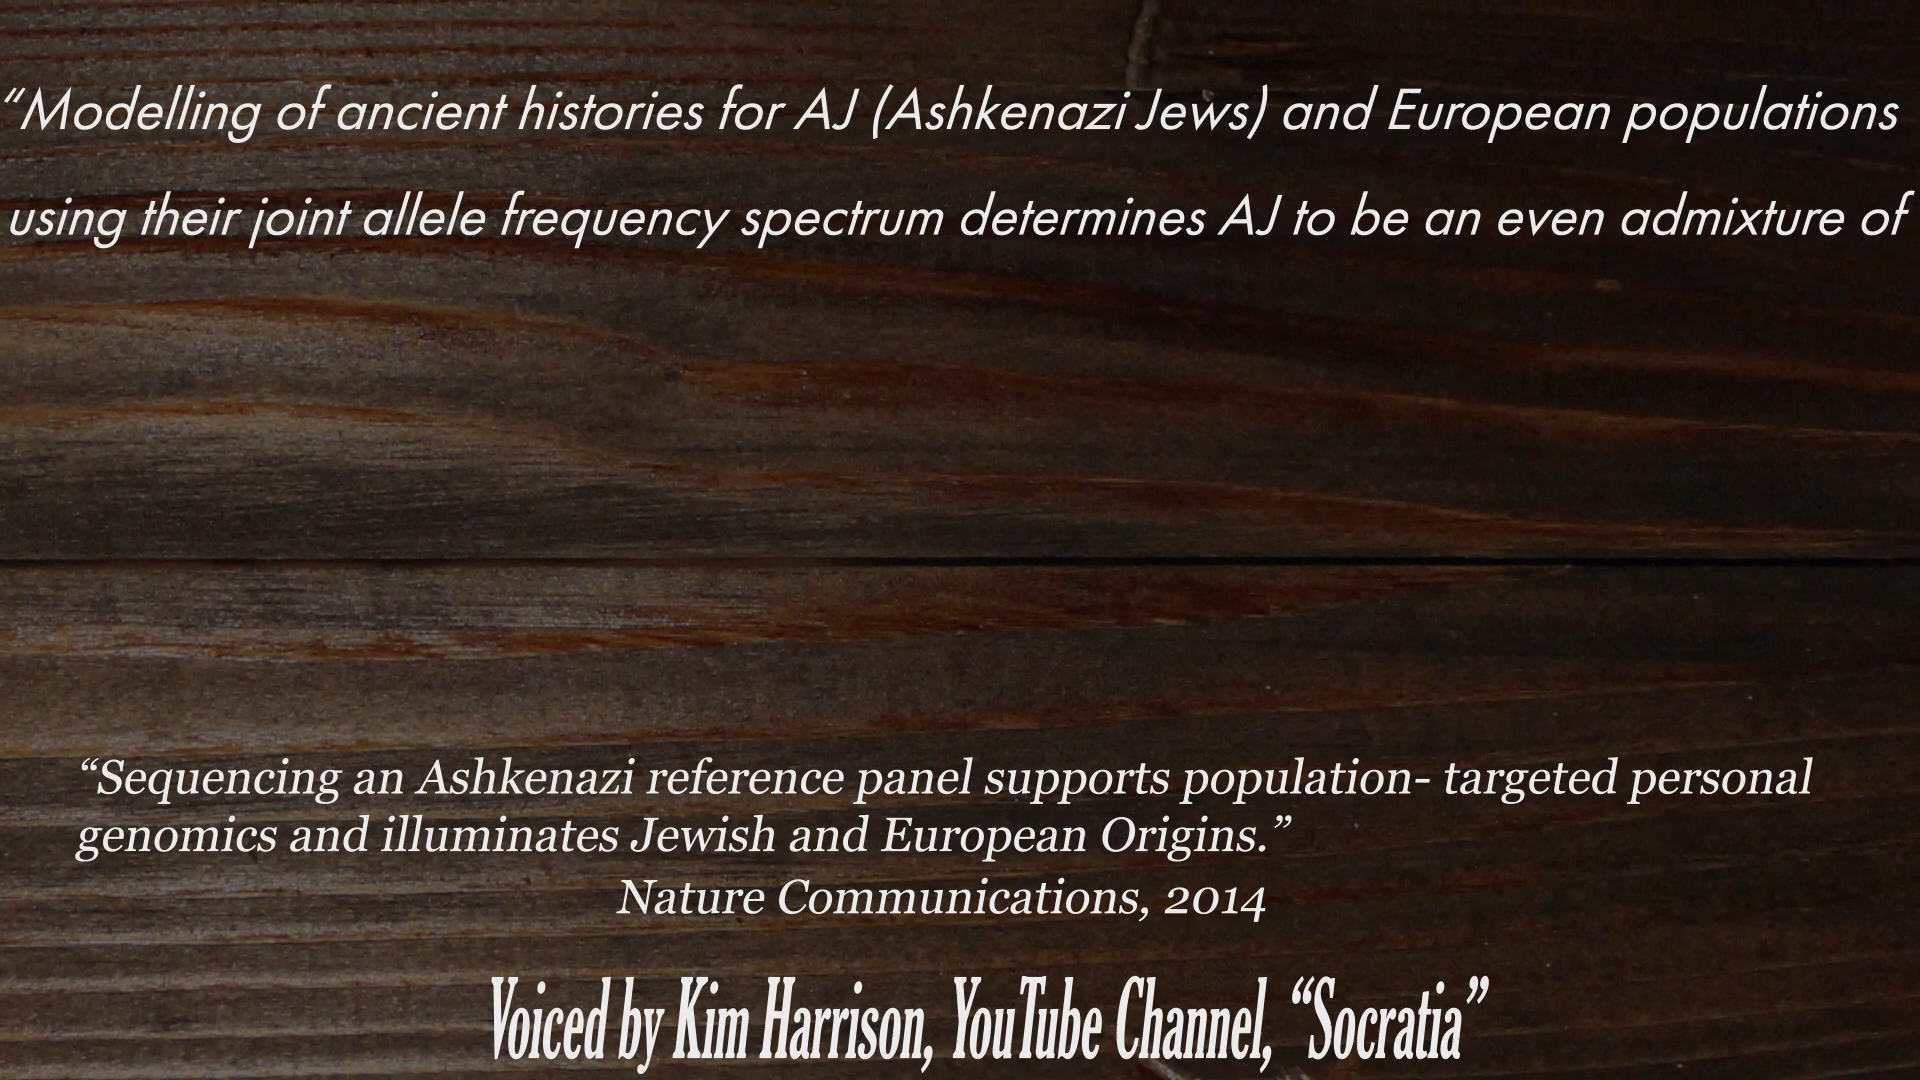 “Modelling of ancient histories for AJ (Ashkenazi Jews) and European populations
using their joint allele frequency spectrum determines AJ to be an even admixture of
“Sequencing an Ashkenazi reference panel supports population- targeted personal
genomics and illuminates Jewish and European Origins.”
Nature Communications, 2014
Voiced by Kim Harrison, YouTube Channel, “Socratia”